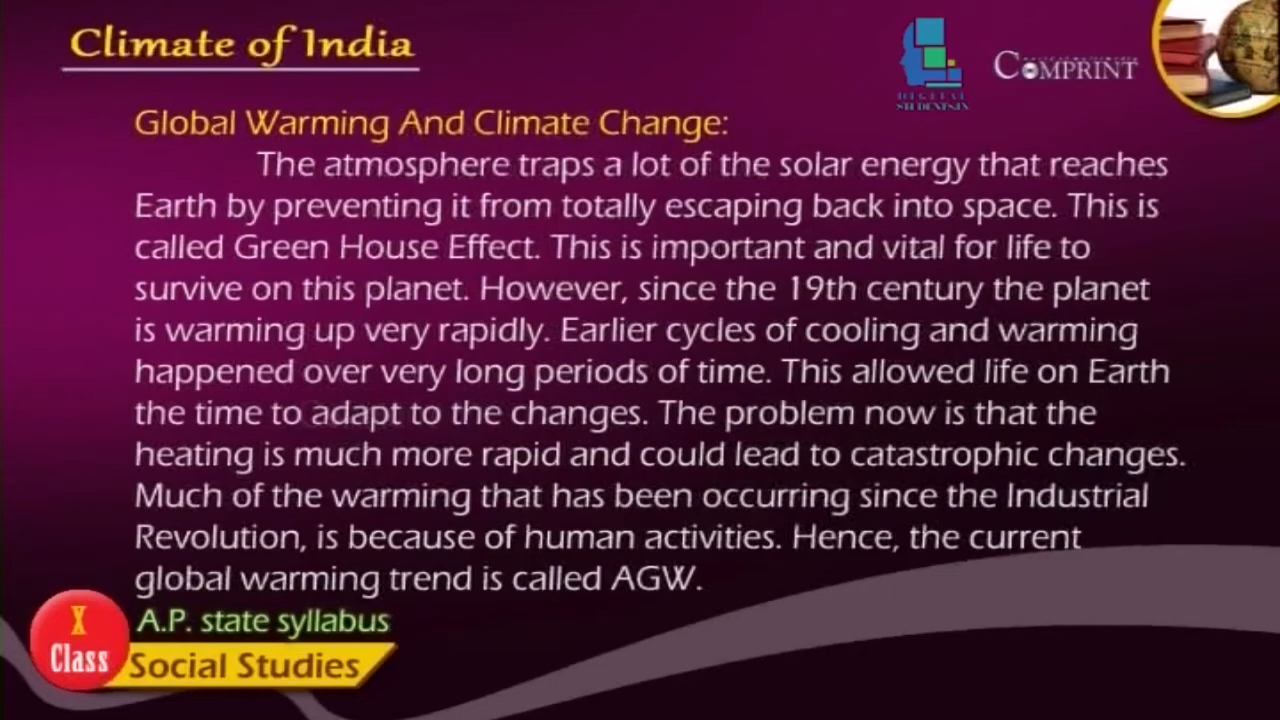 Climate of India
DIGITAL
STUDENTS.IN
COMPRINT
Global Warming And Climate Change:
The atmosphere traps a lot of the solar energy that reaches
Earth by preventing it from totally escaping back into space. This is
called Green House Effect. This is important and vital for life to
survive on this planet. However, since the 19th century the planet
is warming up very rapidly. Earlier cycles of cooling and warming
happened over very long periods of time. This allowed life on Earth
the time to adapt to the changes. The problem now is that the
heating is much more rapid and could lead to catastrophic changes.
Much of the warming that has been occurring since the Industrial
Revolution, is because of human activities. Hence, the current
global warming trend is called AGW.
A.P. state syllabus
X
Class
Social Studies